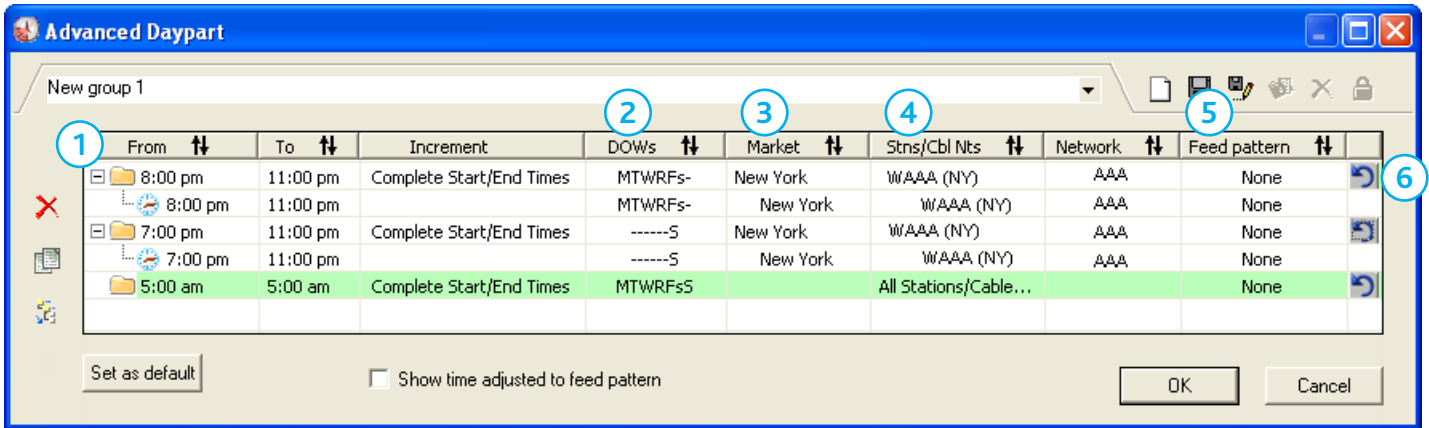 Advanced Daypart
New group 1
1 2 3 4 5 6
From To Increment DOWs Market Stns/Cbl Nts Network Feed pattern
8:00 pm 11:00 pm Complete Start/End Times MTWRFs- New York WAAA (NY) AAA None
8:00 pm 11:00 pm MTWRFs- New York WAAA (NY) AAA None
7:00 pm 11:00 pm Complete Start/End Times ------S New York WAAA (NY) AAA None
7:00 pm 11:00 pm ------S New York WAAA (NY) AAA None
5:00 am 5:00 am Complete Start/End Times MTWRFsS All Stations/Cable... None
Set as default Show time adjusted to feed pattern OK Cancel